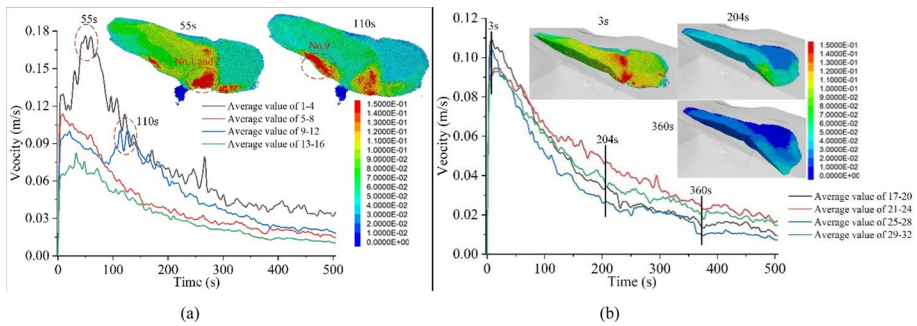 (a)
55s
55s
110s
No.1 and 2
No.9
110s
Veocity (m/s)
0.18
0.15
0.12
0.09
0.06
0.03
0.00
0
100
200
300
400
500
Time (s)
Average value of 1-4
Average value of 5-8
Average value of 9-12
Average value of 13-16
1.5000E-01
1.4000E-01
1.3000E-01
1.2000E-01
1.1000E-01
1.0000E-01
9.0000E-02
8.0000E-02
7.0000E-02
6.0000E-02
5.0000E-02
4.0000E-02
3.0000E-02
2.0000E-02
1.0000E-02
0.0000E+00
(a)
(b)
3s
3s
204s
360s
204s
360s
Veocity (m/s)
0.12
0.10
0.08
0.06
0.04
0.02
0.00
0
100
200
300
400
500
Time (s)
1.5000E-01
1.4000E-01
1.3000E-01
1.2000E-01
1.1000E-01
1.0000E-01
9.0000E-02
8.0000E-02
7.0000E-02
6.0000E-02
5.0000E-02
4.0000E-02
3.0000E-02
2.0000E-02
1.0000E-02
0.0000E+00
Average value of 17-20
Average value of 21-24
Average value of 25-28
Average value of 29-32
(b)